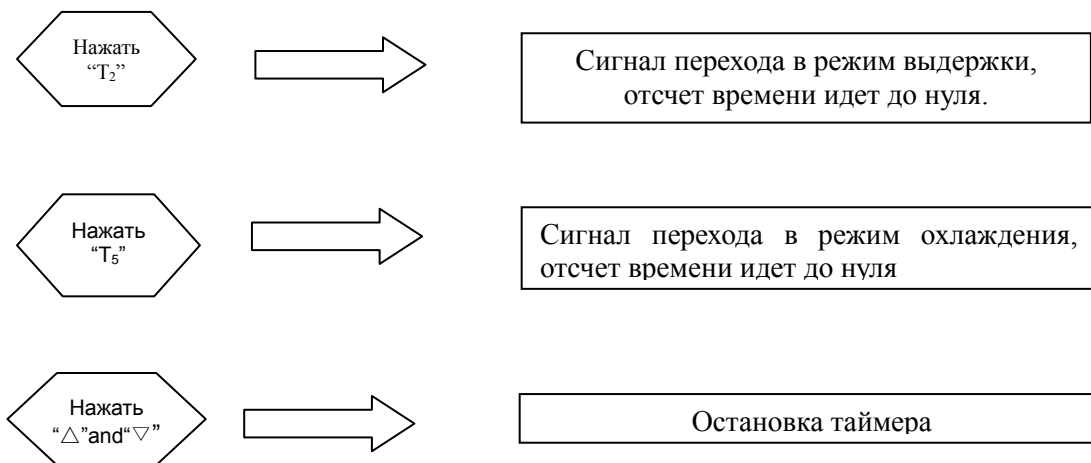 Нажать
“T₂”
Сигнал перехода в режим выдержки,
отсчет времени идет до нуля.
Нажать
“T₅”
Сигнал перехода в режим охлаждения,
отсчет времени идет до нуля
Нажать
“△”and“▽”
Остановка таймера